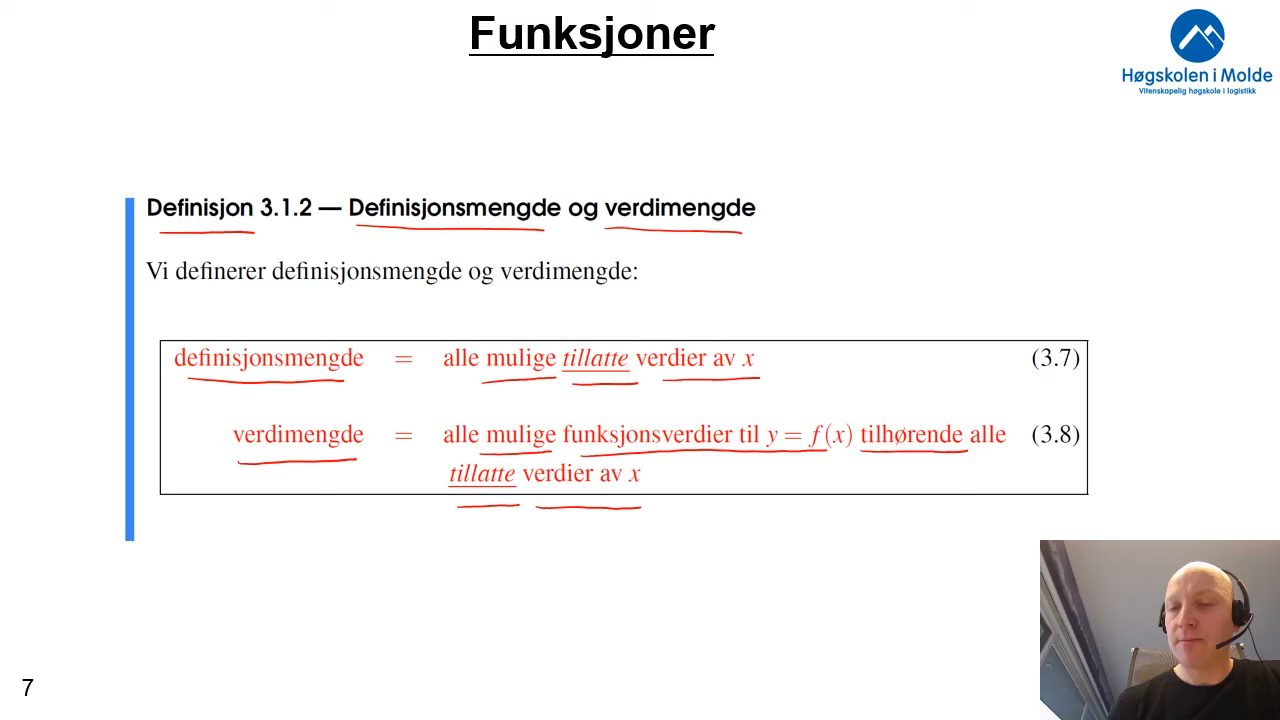 Funksjoner
Høgskolen i Molde
Vitenskapelig høgskole i logistikk
Definisjon 3.1.2 — Definisjonsmengde og verdimengde
Vi definerer definisjonsmengde og verdimengde:
definisjonsmengde = alle mulige tillatte verdier av x (3.7)
verdimengde = alle mulige funksjonsverdier til y = f(x) tilhørende alle (3.8)
tillatte verdier av x
7